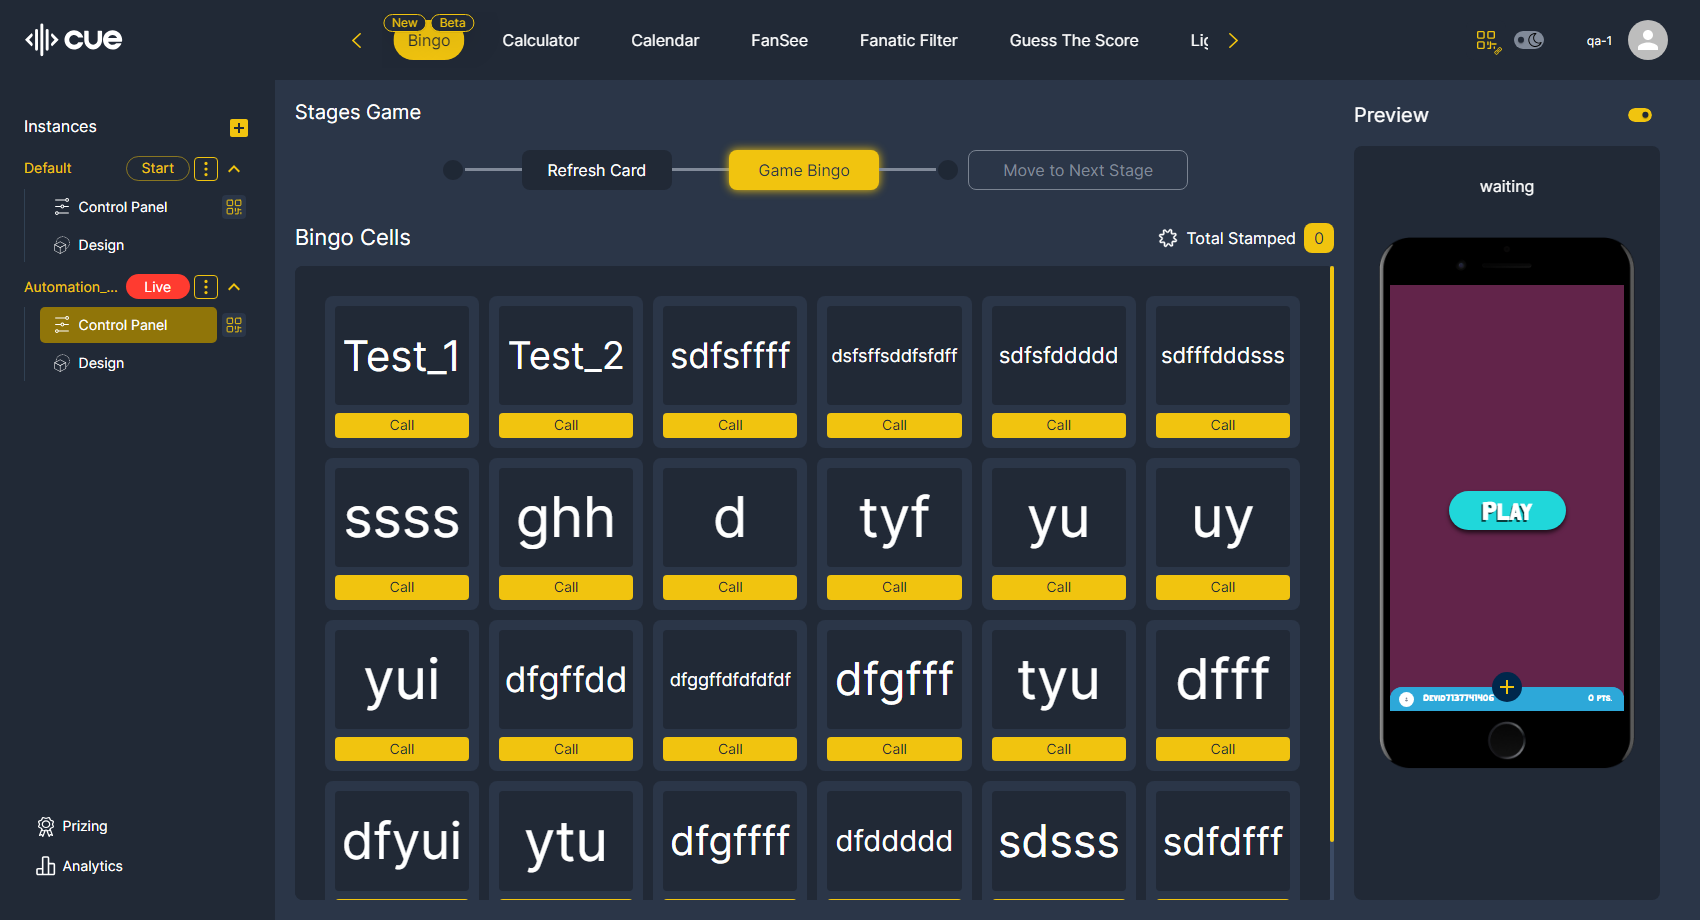 cue
New
Beta
Bingo
Calculator
Calendar
FanSee
Fanatic Filter
Guess The Score
Lig
qa-1
Instances
Default
Start
Control Panel
Design
Automation_...
Live
Control Panel
Design
Prizing
Analytics
Stages Game
Refresh Card
Game Bingo
Move to Next Stage
Bingo Cells
Total Stamped 0
Test_1
Test_2
sdfsffff
dsfsffsddfsfdff
sdfsfddddd
sdfffdddsss
Call
Call
Call
Call
Call
Call
ssss
ghh
d
tyf
yu
uy
Call
Call
Call
Call
Call
Call
yui
dfgffdd
dfggffdfdfdfdf
dfgfff
tyu
dfff
Call
Call
Call
Call
Call
Call
dfyui
ytu
dfgffff
dfddddd
sdsss
sdfdfff
Preview
waiting
PLAY
DEVID7137741406
0 PTS.